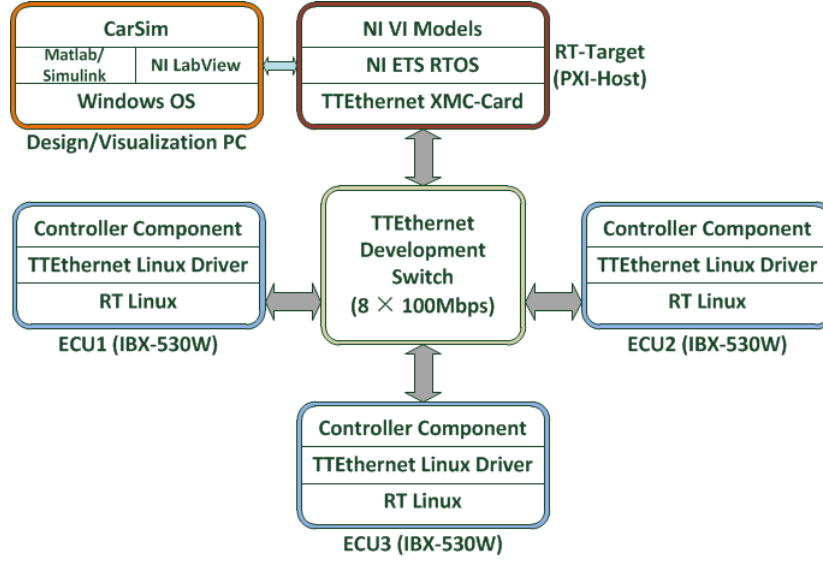 CarSim
Matlab/
Simulink
NI LabView
Windows OS
Design/Visualization PC
NI VI Models
NI ETS RTOS
TTEthernet XMC-Card
RT-Target
(PXI-Host)
Controller Component
TTEthernet Linux Driver
RT Linux
ECU1 (IBX-530W)
TTEthernet
Development
Switch
(8 × 100Mbps)
Controller Component
TTEthernet Linux Driver
RT Linux
ECU2 (IBX-530W)
Controller Component
TTEthernet Linux Driver
RT Linux
ECU3 (IBX-530W)